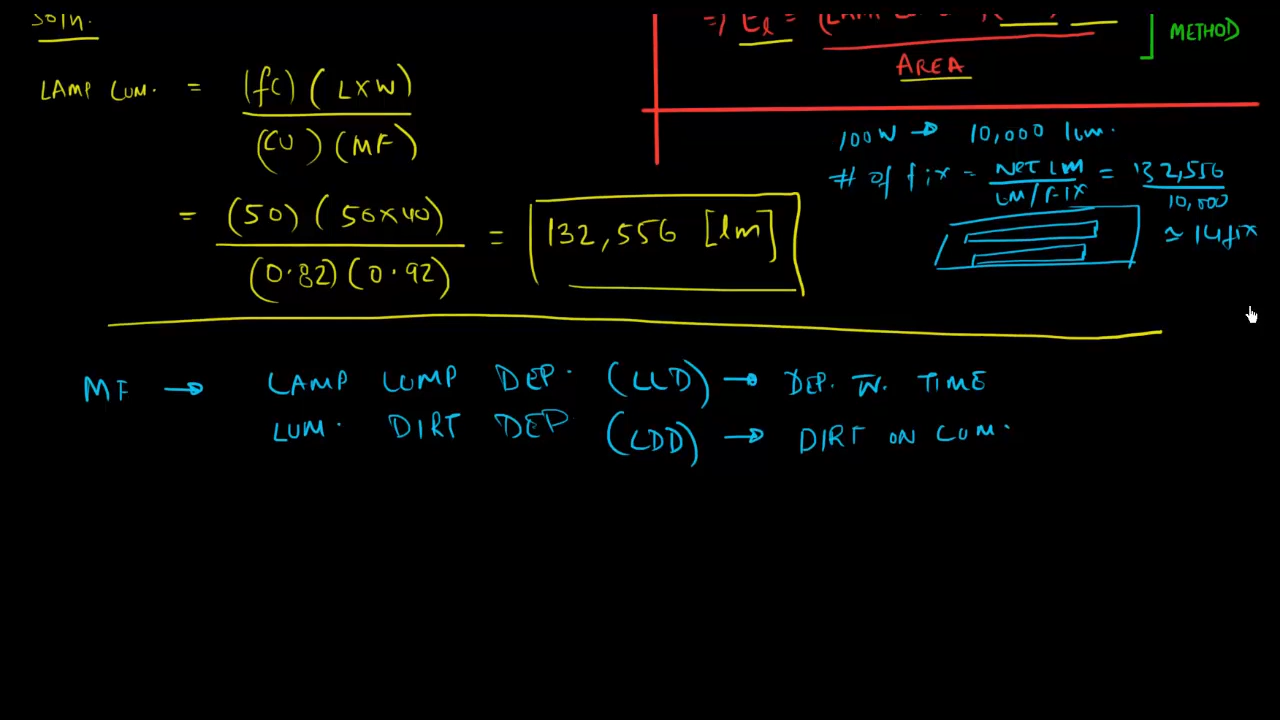 Soln.
LAMP LUM. = (fc) ( L×W) / (CU) (MF)
= (50) ( 50×40) / (0.82) (0.92) = 132,556 [lm]
=> El =
AREA
] METHOD
100W → 10,000 lum.
# of fix = NET LM / LM/FIX = 132,556 / 10,000
≈ 14 fix
MF → LAMP LUMP DEP. (LLD) → DEP. W. TIME
LUM. DIRT DEP (LDD) → DIRT ON LUM.